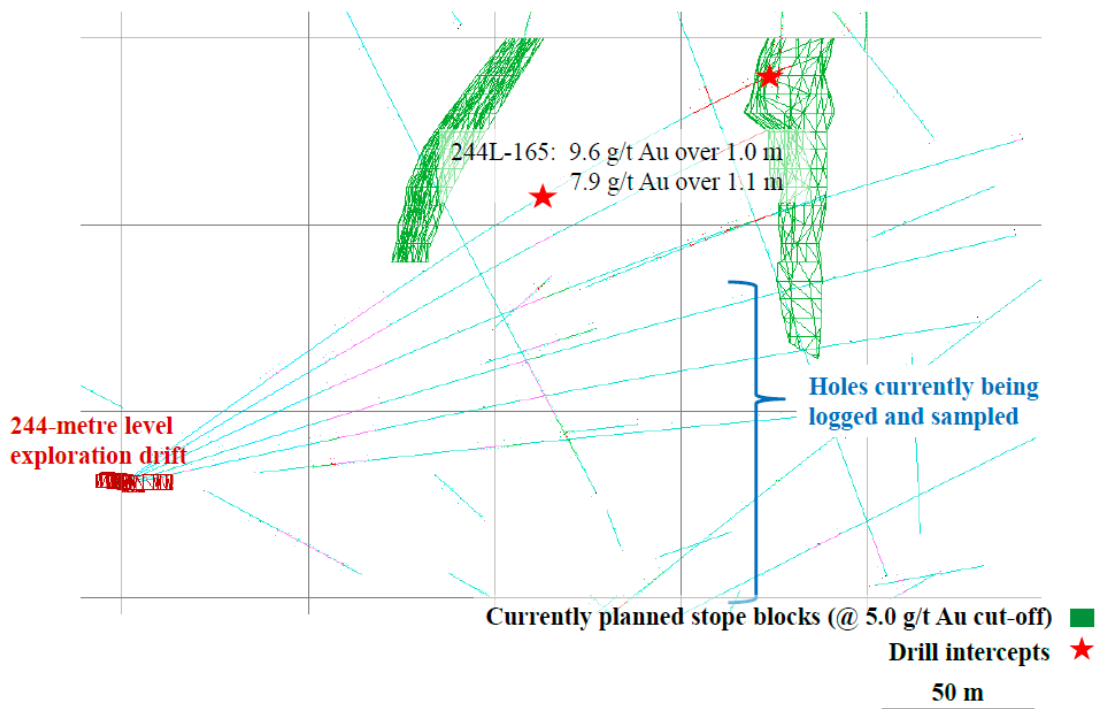 244L-165: 9.6 g/t Au over 1.0 m
7.9 g/t Au over 1.1 m
Holes currently being
logged and sampled
244-metre level
exploration drift
Currently planned stope blocks (@ 5.0 g/t Au cut-off)
Drill intercepts
50 m